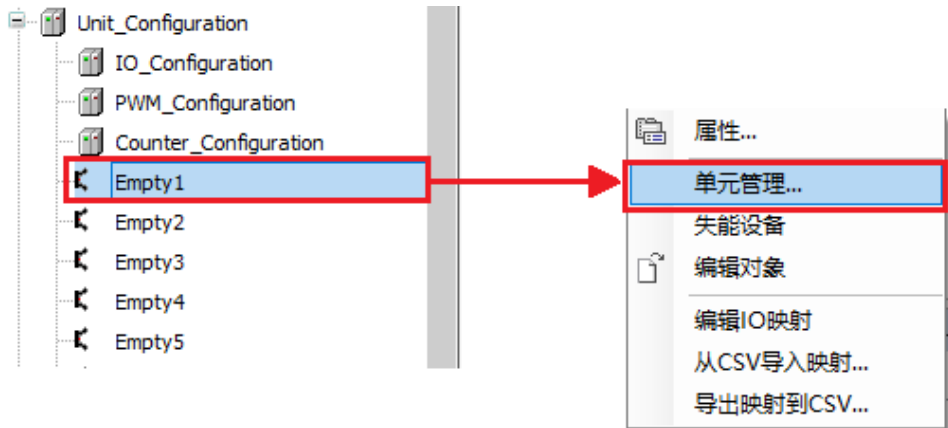 Unit_Configuration
IO_Configuration
PWM_Configuration
Counter_Configuration
Empty1
Empty2
Empty3
Empty4
Empty5
属性...
单元管理...
失能设备
编辑对象
编辑IO映射
从CSV导入映射...
导出映射到CSV...